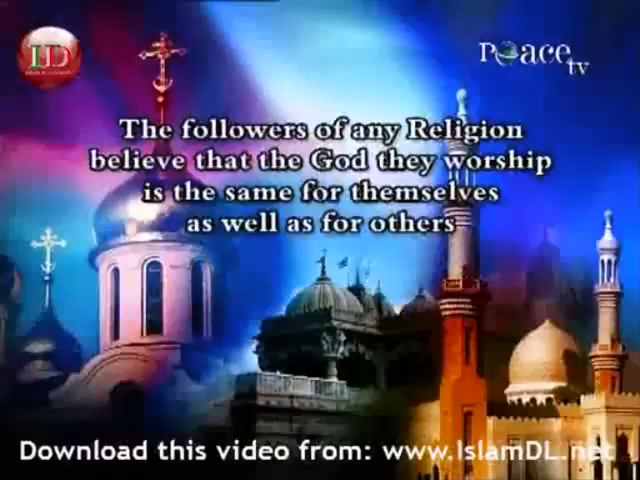 ID
peace
tv
The followers of any Religion
believe that the God they worship
is the same for themselves
as well as for others
Download this video from: www.IslamDL.net